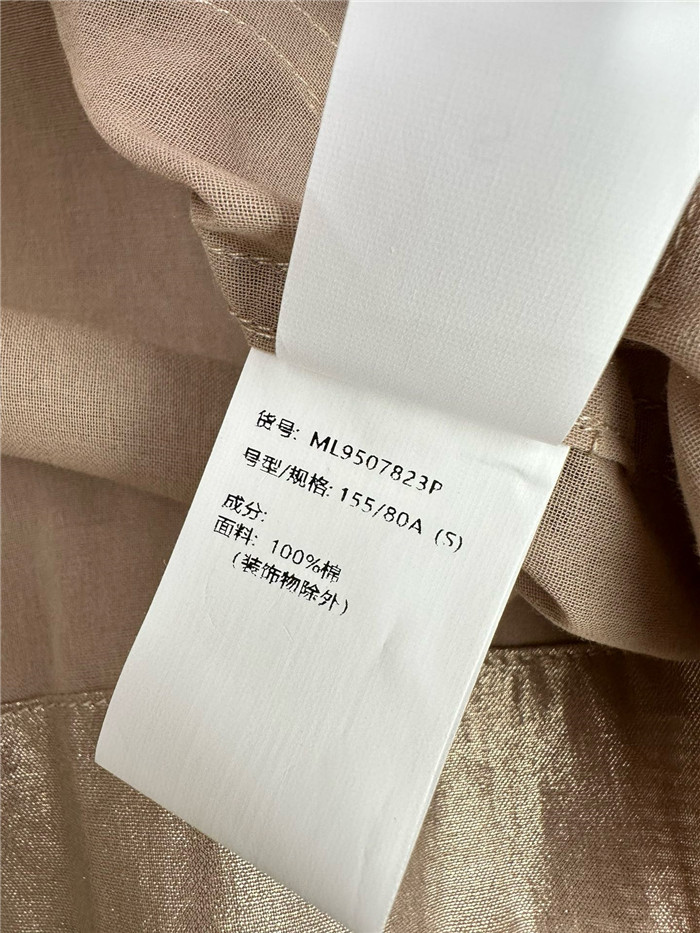 货号: ML9507823P
号型/规格: 155/80A (S)
成分:
面料: 100%棉
(装饰物除外)